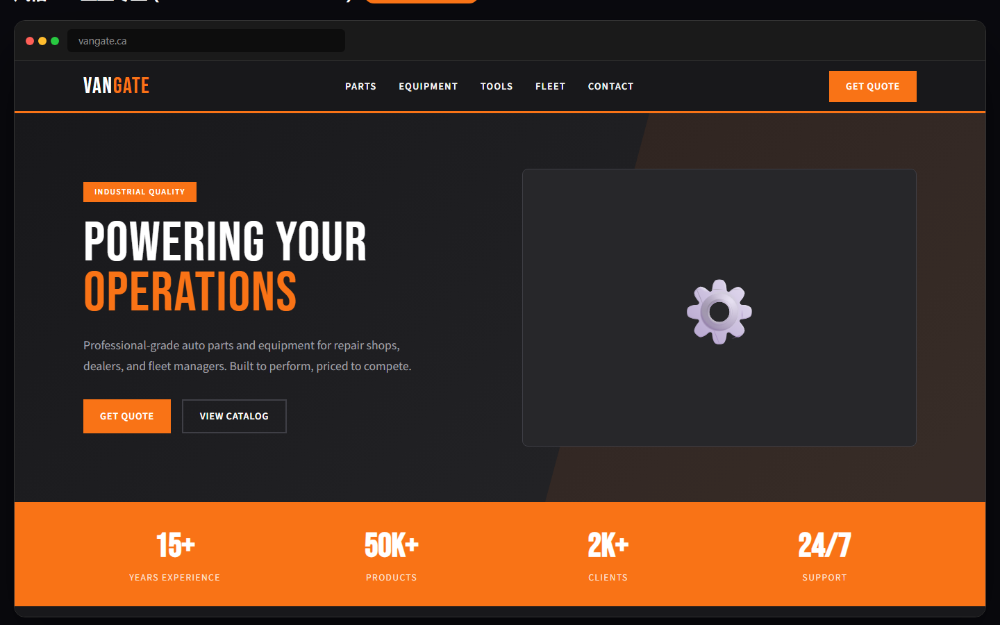 vangate.ca
VANGATE
PARTS EQUIPMENT TOOLS FLEET CONTACT
GET QUOTE
INDUSTRIAL QUALITY
POWERING YOUR
OPERATIONS
Professional-grade auto parts and equipment for repair shops,
dealers, and fleet managers. Built to perform, priced to compete.
GET QUOTE
VIEW CATALOG
15+
YEARS EXPERIENCE
50K+
PRODUCTS
2K+
CLIENTS
24/7
SUPPORT